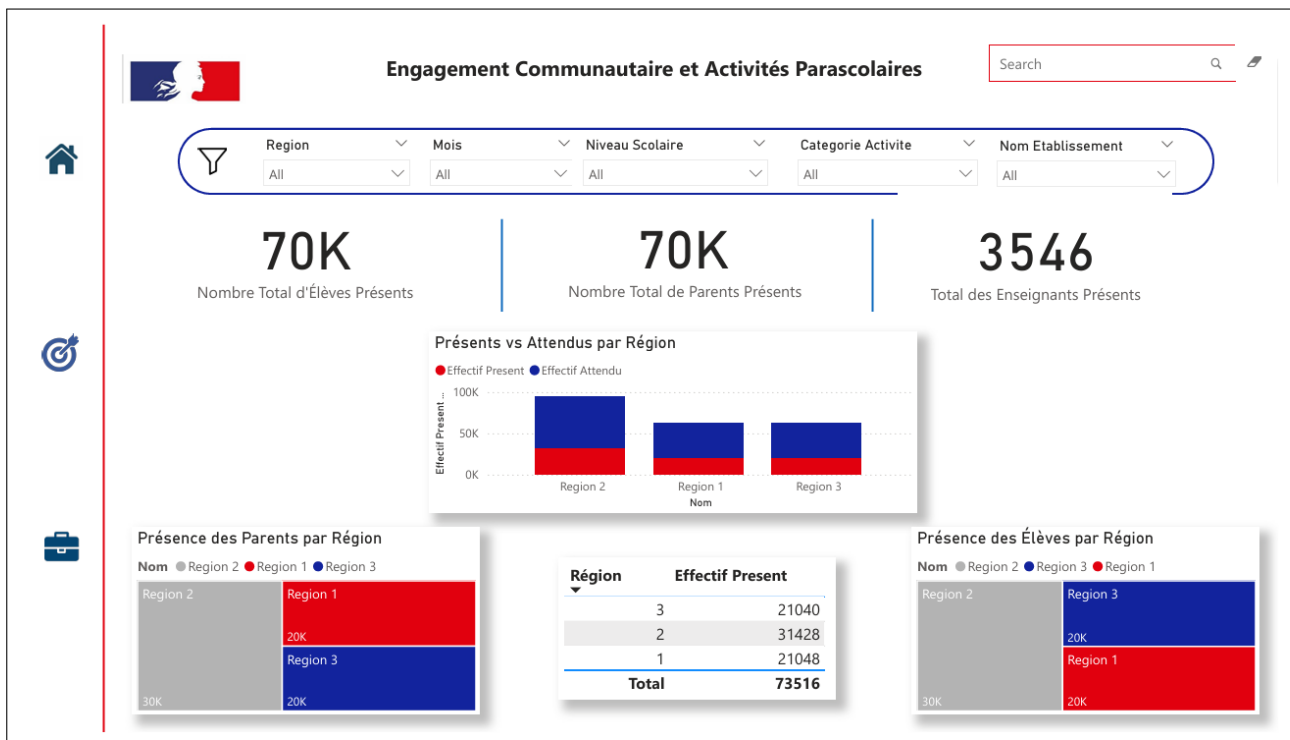 Engagement Communautaire et Activités Parascolaires
Search
Region
All
Mois
All
Niveau Scolaire
All
Categorie Activite
All
Nom Etablissement
All
70K
Nombre Total d'Élèves Présents
70K
Nombre Total de Parents Présents
3546
Total des Enseignants Présents
Présents vs Attendus par Région
Effectif Present Effectif Attendu
Effectif Present ...
100K
50K
0K
Region 2 Region 1 Region 3
Nom
Présence des Parents par Région
Nom Region 2 Region 1 Region 3
Region 2
30K
Region 1
20K
Region 3
20K
Région Effectif Present
3 21040
2 31428
1 21048
Total 73516
Présence des Élèves par Région
Nom Region 2 Region 3 Region 1
Region 2
30K
Region 3
20K
Region 1
20K